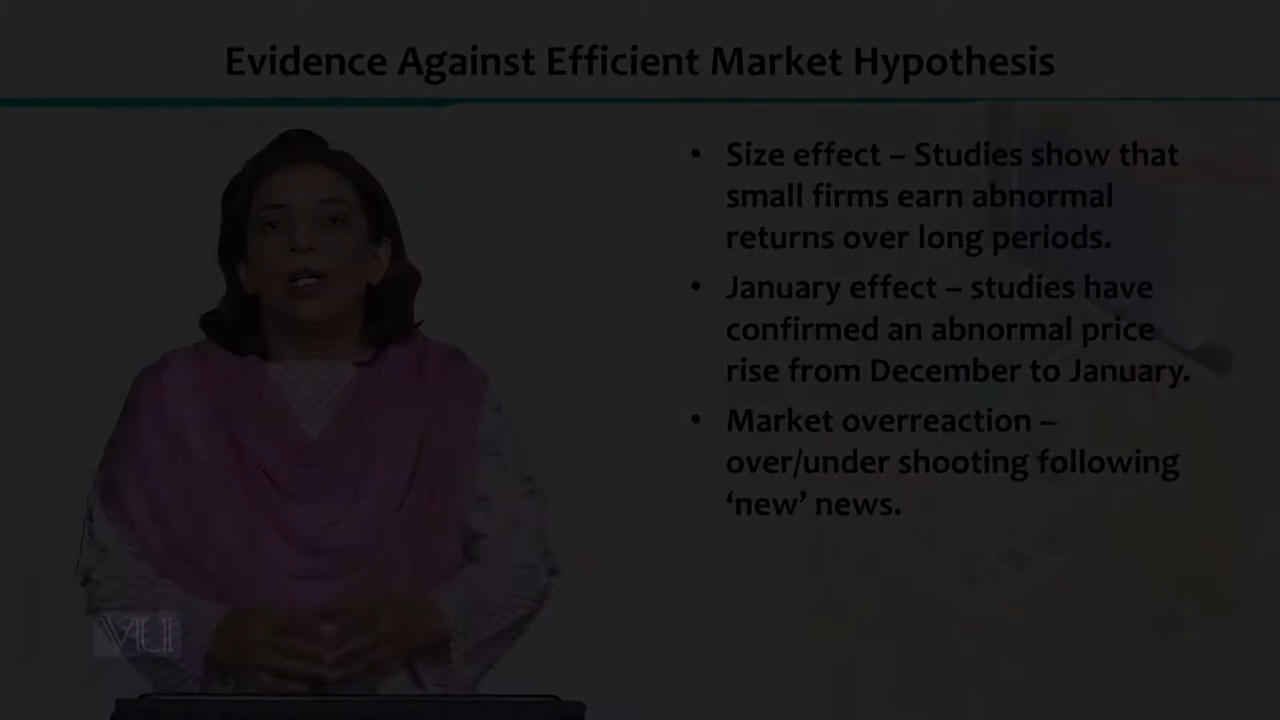 Evidence Against Efficient Market Hypothesis
• Size effect – Studies show that
small firms earn abnormal
returns over long periods.
• January effect – studies have
confirmed an abnormal price
rise from December to January.
• Market overreaction –
over/under shooting following
‘new’ news.
VU